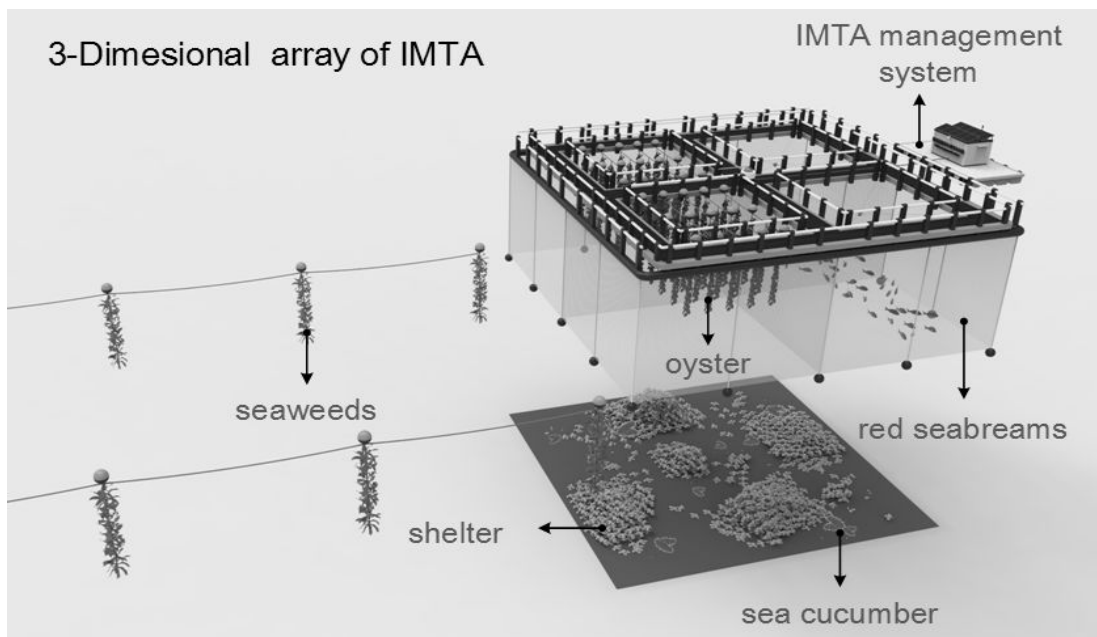 3-Dimesional array of IMTA
IMTA management
system
oyster
seaweeds
red seabreams
shelter
sea cucumber